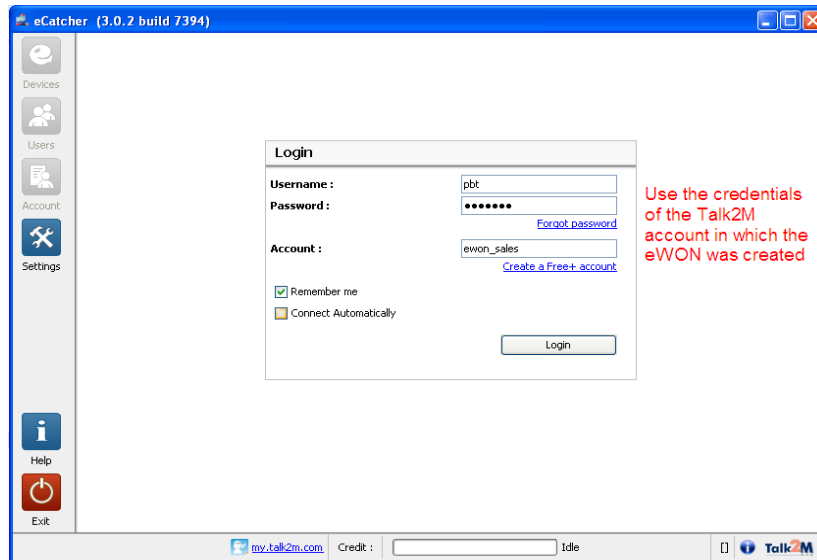 eCatcher (3.0.2 build 7394)
Devices
Users
Account
Settings
Help
Exit
Login
Username :
pbt
Password :
•••••••
Forgot password
Account :
ewon_sales
Create a Free+ account
Remember me
Connect Automatically
Login
Use the credentials
of the Talk2M
account in which the
eWON was created
my.talk2m.com Credit : Idle [] Talk2M